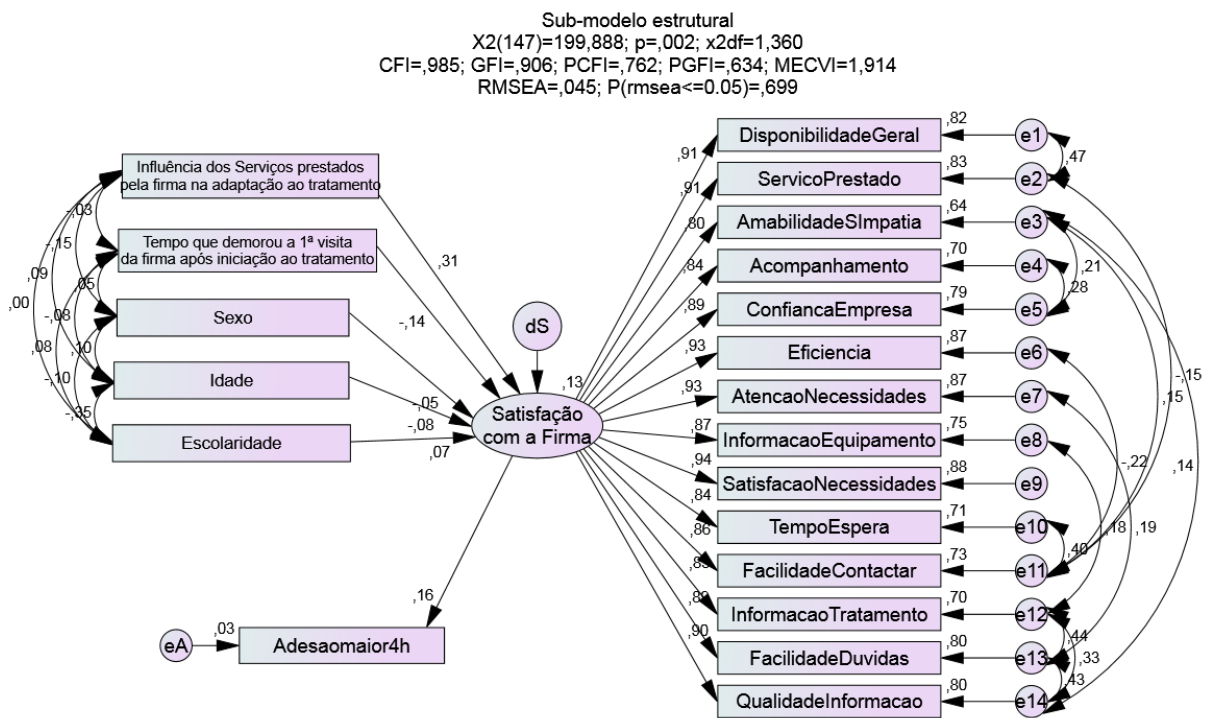 Sub-modelo estrutural
X2(147)=199,888; p=,002; x2df=1,360
CFI=,985; GFI=,906; PCFI=,762; PGFI=,634; MECVI=1,914
RMSEA=,045; P(rmsea<=0.05)=,699
Influência dos Serviços prestados
pela firma na adaptação ao tratamento
Tempo que demorou a 1ª visita
da firma após iniciação ao tratamento
Sexo
Idade
Escolaridade
-,03
-,15
,09
,05
,00
-,08
,08
,10
-,10
-,35
,31
-,14
-,05
-,08
,07
dS
,13
Satisfação
com a Firma
,16
eA
,03
Adesaomaior4h
,91
DisponibilidadeGeral
,82
e1
,91
ServicoPrestado
,83
e2
,80
AmabilidadeSImpatia
,64
e3
,84
Acompanhamento
,70
e4
,89
ConfiancaEmpresa
,79
e5
,93
Eficiencia
,87
e6
,93
AtencaoNecessidades
,87
e7
,87
InformacaoEquipamento
,75
e8
,94
SatisfacaoNecessidades
,88
e9
,84
TempoEspera
,71
e10
,86
FacilidadeContactar
,73
e11
InformacaoTratamento
,70
e12
,89
FacilidadeDuvidas
,80
e13
,90
QualidadeInformacao
,80
e14
,47
,21
,28
-,15
,15
-,22
,14
,18
,19
,40
,44
,33
,43